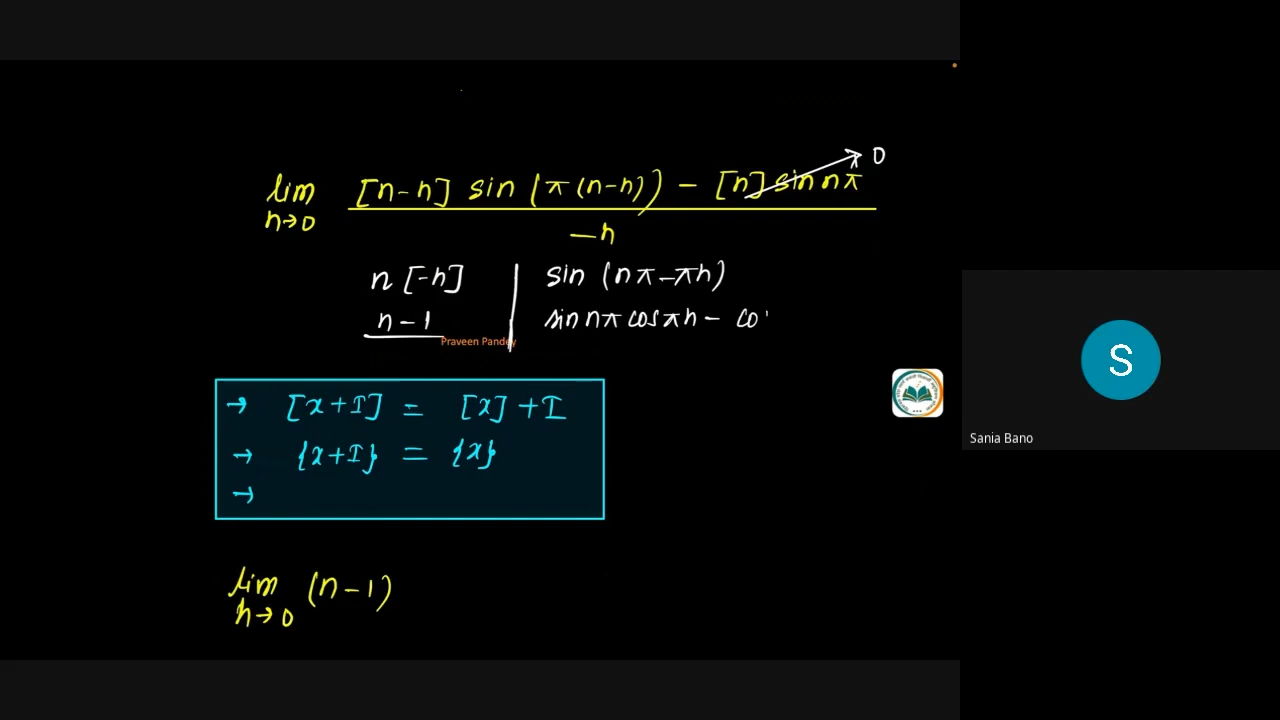 lim [n-h] sin (π(n-h)) - [n] sin nπ → 0
h→0 -h
n [-h] | sin (nπ-πh)
n-1 | sin nπ cos πh - co
Praveen Pandey
→ [x+I] = [x]+I
→ {x+I} = {x}
→
lim (n-1)
h→0
S
Sania Bano